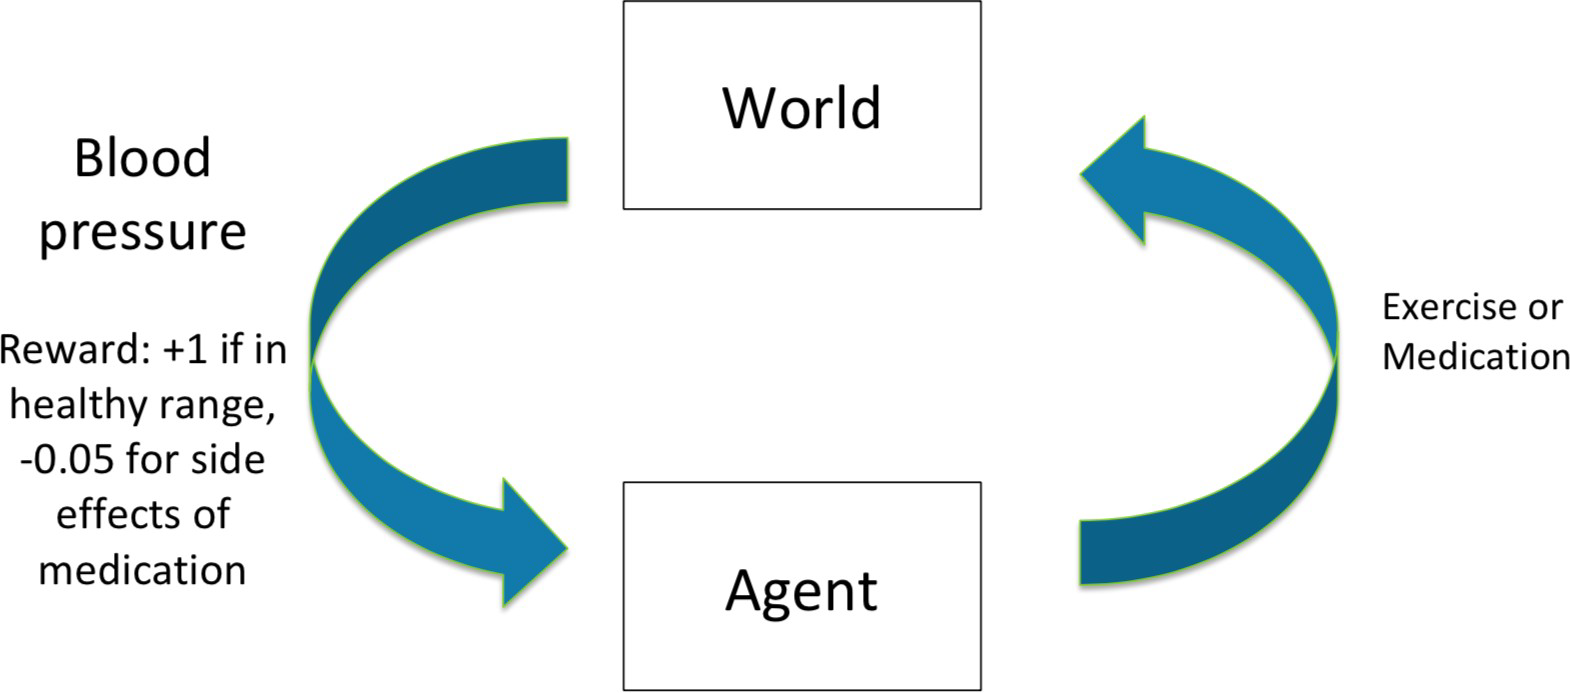 World
Blood
pressure
Reward: +1 if in
healthy range,
-0.05 for side
effects of
medication
Exercise or
Medication
Agent